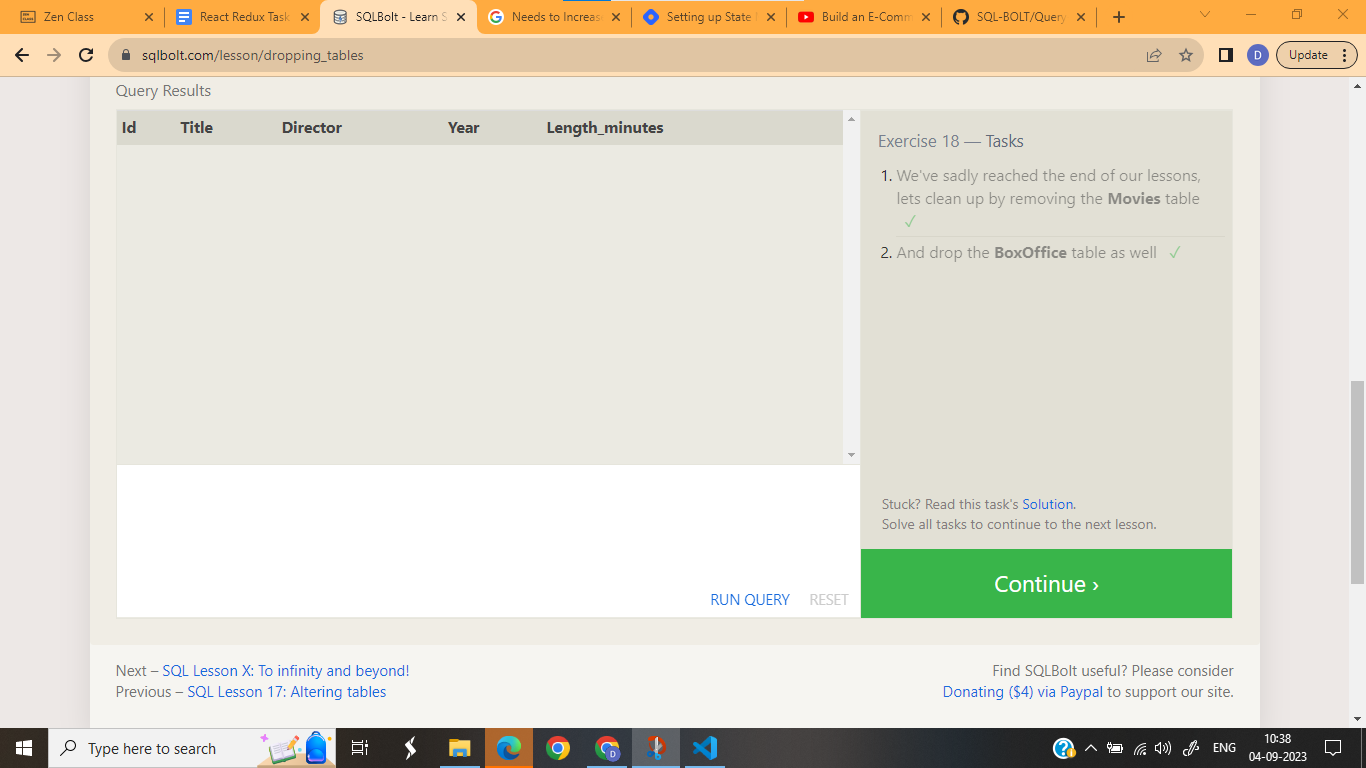 Zen Class
React Redux Task
SQLBolt - Learn S
Needs to Increas
Setting up State
Build an E-Comm
SQL-BOLT/Query
sqlbolt.com/lesson/dropping_tables
D
Update
Query Results
Id Title Director Year Length_minutes
Exercise 18 — Tasks
1. We've sadly reached the end of our lessons,
lets clean up by removing the Movies table
✓
2. And drop the BoxOffice table as well ✓
Stuck? Read this task's Solution.
Solve all tasks to continue to the next lesson.
RUN QUERY RESET
Continue ›
Next – SQL Lesson X: To infinity and beyond!
Previous – SQL Lesson 17: Altering tables
Find SQLBolt useful? Please consider
Donating ($4) via Paypal to support our site.
Type here to search
ENG
10:38
04-09-2023